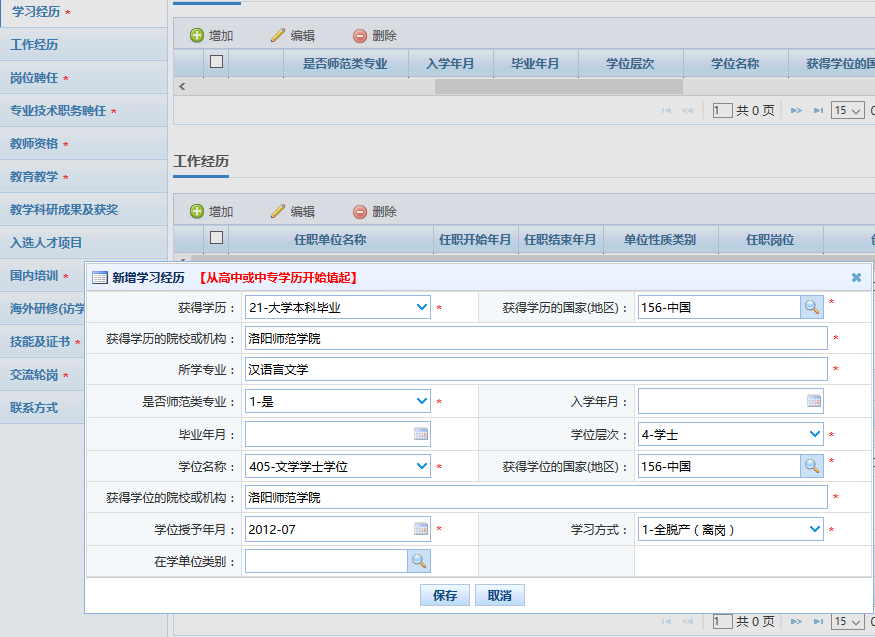 学习经历 *
工作经历
岗位聘任 *
专业技术职务聘任 *
教师资格 *
教育教学 *
教学科研成果及获奖
入选人才项目
国内培训 *
海外研修(访学
技能及证书 *
交流轮岗 *
联系方式
增加 编辑 删除
是否师范类专业 入学年月 毕业年月 学位层次 学位名称 获得学位的国
1 共 0 页 15
工作经历
增加 编辑 删除
任职单位名称 任职开始年月 任职结束年月 单位性质类别 任职岗位
新增学习经历 【从高中或中专学历开始填起】
获得学历： 21-大学本科毕业 * 获得学历的国家(地区)： 156-中国 *
获得学历的院校或机构： 洛阳师范学院 *
所学专业： 汉语言文学 *
是否师范类专业： 1-是 * 入学年月：
毕业年月： 学位层次： 4-学士 *
学位名称： 405-文学学士学位 * 获得学位的国家(地区)： 156-中国 *
获得学位的院校或机构： 洛阳师范学院 *
学位授予年月： 2012-07 * 学习方式： 1-全脱产（离岗） *
在学单位类别：
保存 取消
1 共 0 页 15